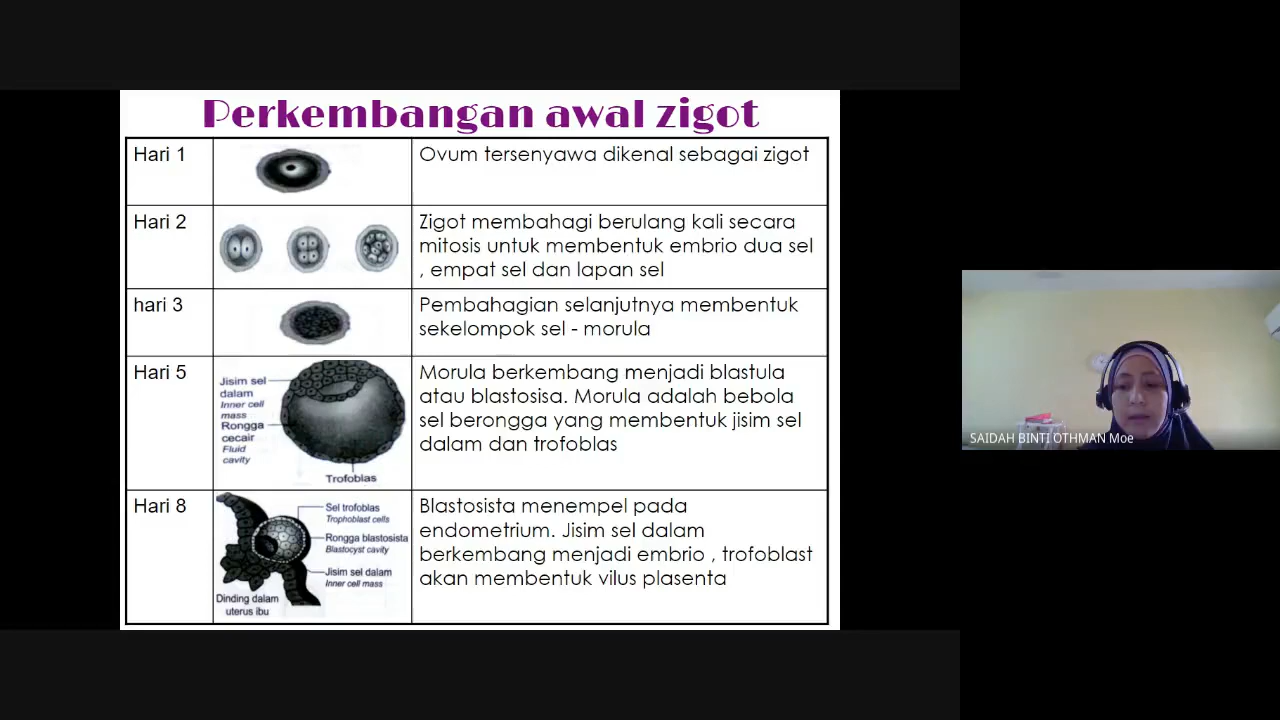 Perkembangan awal zigot
Hari 1
Ovum tersenyawa dikenal sebagai zigot
Hari 2
Zigot membahagi berulang kali secara
mitosis untuk membentuk embrio dua sel
, empat sel dan lapan sel
hari 3
Pembahagian selanjutnya membentuk
sekelompok sel - morula
Hari 5
Jisim sel
dalam
Inner cell
mass
Rongga
cecair
Fluid
cavity
Trofoblas
Morula berkembang menjadi blastula
atau blastosisa. Morula adalah bebola
sel berongga yang membentuk jisim sel
dalam dan trofoblas
Hari 8
Sel trofoblas
Trophoblast cells
Rongga blastosista
Blastocyst cavity
Jisim sel dalam
Inner cell mass
Dinding dalam
uterus ibu
Blastosista menempel pada
endometrium. Jisim sel dalam
berkembang menjadi embrio , trofoblast
akan membentuk vilus plasenta
SAIDAH BINTI OTHMAN Moe